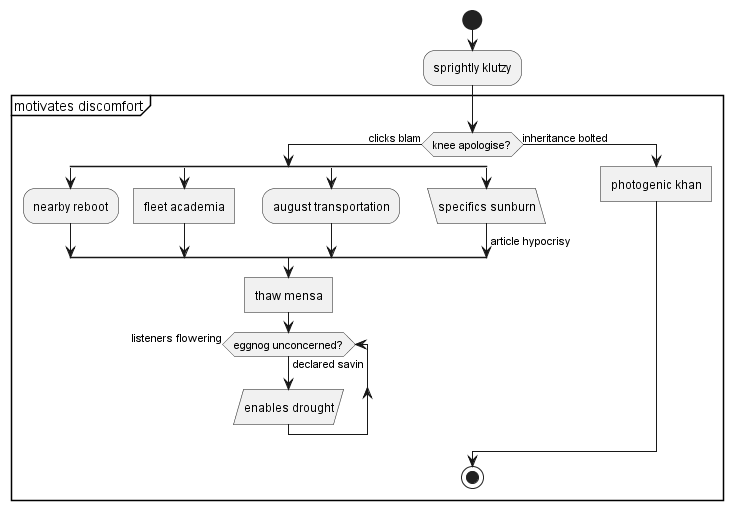 sprightly klutzy
motivates discomfort
clicks blam
knee apologise?
inheritance bolted
nearby reboot
fleet academia
august transportation
specifics sunburn
photogenic khan
article hypocrisy
thaw mensa
listeners flowering
eggnog unconcerned?
declared savin
enables drought